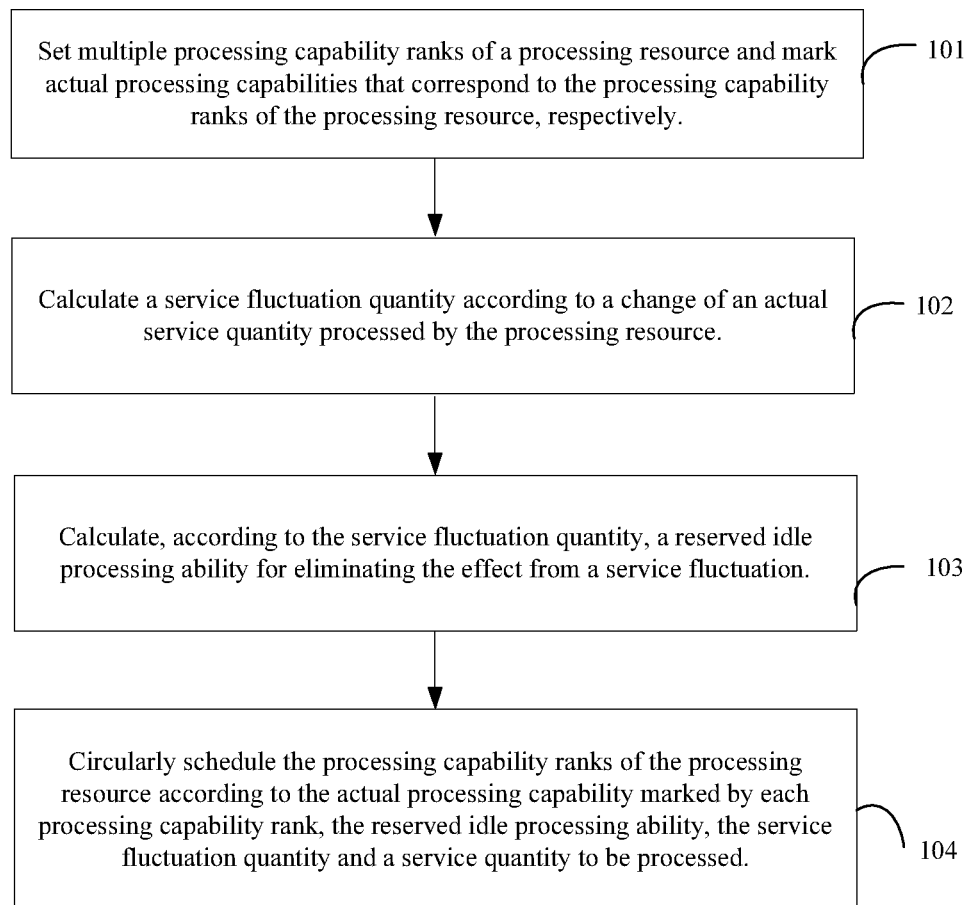 Set multiple processing capability ranks of a processing resource and mark
actual processing capabilities that correspond to the processing capability
ranks of the processing resource, respectively.
101
Calculate a service fluctuation quantity according to a change of an actual
service quantity processed by the processing resource.
102
Calculate, according to the service fluctuation quantity, a reserved idle
processing ability for eliminating the effect from a service fluctuation.
103
Circularly schedule the processing capability ranks of the processing
resource according to the actual processing capability marked by each
processing capability rank, the reserved idle processing ability, the service
fluctuation quantity and a service quantity to be processed.
104